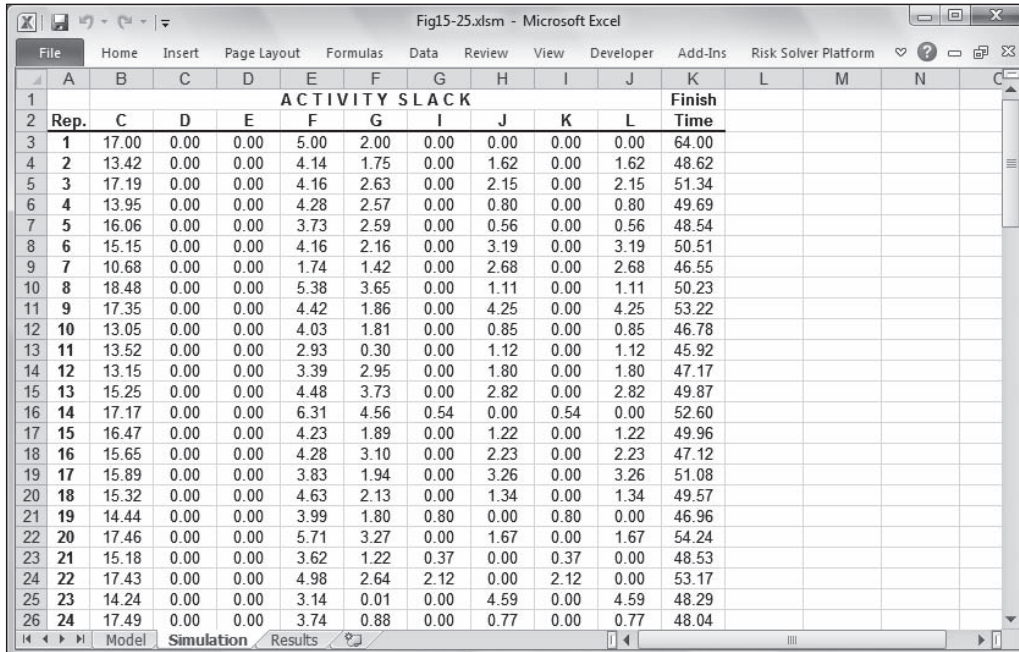 Fig15-25.xlsm - Microsoft Excel
File Home Insert Page Layout Formulas Data Review View Developer Add-Ins Risk Solver Platform
A B C D E F G H I J K L M N
1 ACTIVITY SLACK Finish
2 Rep. C D E F G I J K L Time
3 1 17.00 0.00 0.00 5.00 2.00 0.00 0.00 0.00 0.00 64.00
4 2 13.42 0.00 0.00 4.14 1.75 0.00 1.62 0.00 1.62 48.62
5 3 17.19 0.00 0.00 4.16 2.63 0.00 2.15 0.00 2.15 51.34
6 4 13.95 0.00 0.00 4.28 2.57 0.00 0.80 0.00 0.80 49.69
7 5 16.06 0.00 0.00 3.73 2.59 0.00 0.56 0.00 0.56 48.54
8 6 15.15 0.00 0.00 4.16 2.16 0.00 3.19 0.00 3.19 50.51
9 7 10.68 0.00 0.00 1.74 1.42 0.00 2.68 0.00 2.68 46.55
10 8 18.48 0.00 0.00 5.38 3.65 0.00 1.11 0.00 1.11 50.23
11 9 17.35 0.00 0.00 4.42 1.86 0.00 4.25 0.00 4.25 53.22
12 10 13.05 0.00 0.00 4.03 1.81 0.00 0.85 0.00 0.85 46.78
13 11 13.52 0.00 0.00 2.93 0.30 0.00 1.12 0.00 1.12 45.92
14 12 13.15 0.00 0.00 3.39 2.95 0.00 1.80 0.00 1.80 47.17
15 13 15.25 0.00 0.00 4.48 3.73 0.00 2.82 0.00 2.82 49.87
16 14 17.17 0.00 0.00 6.31 4.56 0.54 0.00 0.54 0.00 52.60
17 15 16.47 0.00 0.00 4.23 1.89 0.00 1.22 0.00 1.22 49.96
18 16 15.65 0.00 0.00 4.28 3.10 0.00 2.23 0.00 2.23 47.12
19 17 15.89 0.00 0.00 3.83 1.94 0.00 3.26 0.00 3.26 51.08
20 18 15.32 0.00 0.00 4.63 2.13 0.00 1.34 0.00 1.34 49.57
21 19 14.44 0.00 0.00 3.99 1.80 0.80 0.00 0.80 0.00 46.96
22 20 17.46 0.00 0.00 5.71 3.27 0.00 1.67 0.00 1.67 54.24
23 21 15.18 0.00 0.00 3.62 1.22 0.37 0.00 0.37 0.00 48.53
24 22 17.43 0.00 0.00 4.98 2.64 2.12 0.00 2.12 0.00 53.17
25 23 14.24 0.00 0.00 3.14 0.01 0.00 4.59 0.00 4.59 48.29
26 24 17.49 0.00 0.00 3.74 0.88 0.00 0.77 0.00 0.77 48.04
Model Simulation Results